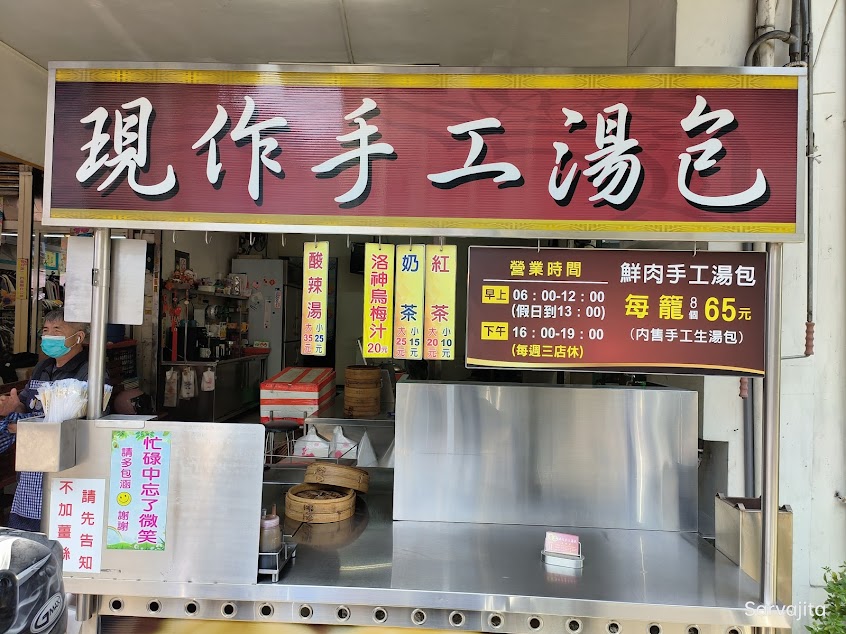 現作手工湯包
酸辣湯
大35元
小25元
洛神烏梅汁
20元
奶茶
大25元
小15元
紅茶
大20元
小10元
營業時間
早上 06：00-12：00
(假日到13：00)
下午 16：00-19：00
(每週三店休)
鮮肉手工湯包
每籠8個65元
(內售手工生湯包)
忙碌中忘了微笑
請多包涵 謝謝
請先告知
不加薑絲
Servajita